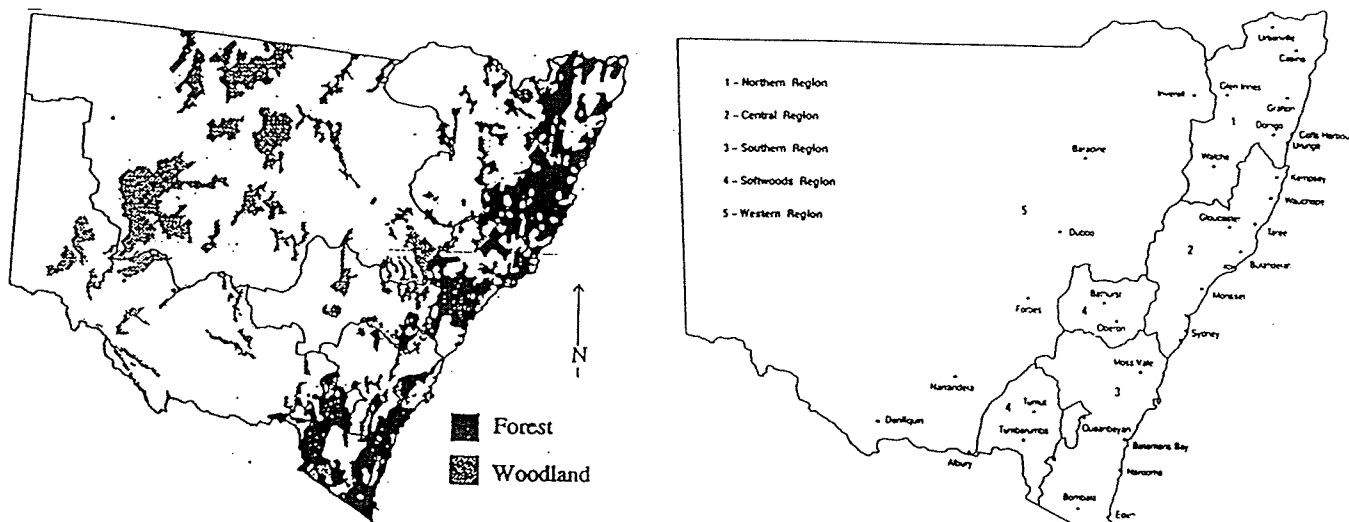 N
Forest
Woodland
1 – Northern Region
2 – Central Region
3 – Southern Region
4 – Softwoods Region
5 – Western Region
Urbenville
Casino
Inverell
Glen Innes
Grafton
1
Dorrigo
Coffs Harbour
Urunga
Baradine
Walcha
Kempsey
Wauchope
5
Gloucester
Taree
Dubbo
2
Bulahdelah
Bathurst
Morisset
Forbes
4
Oberon
Sydney
Moss Vale
Narrandera
3
4
Tumut
Deniliquin
Tumbarumba
Queanbeyan
Batemans Bay
Albury
Narooma
Bombala
Eden